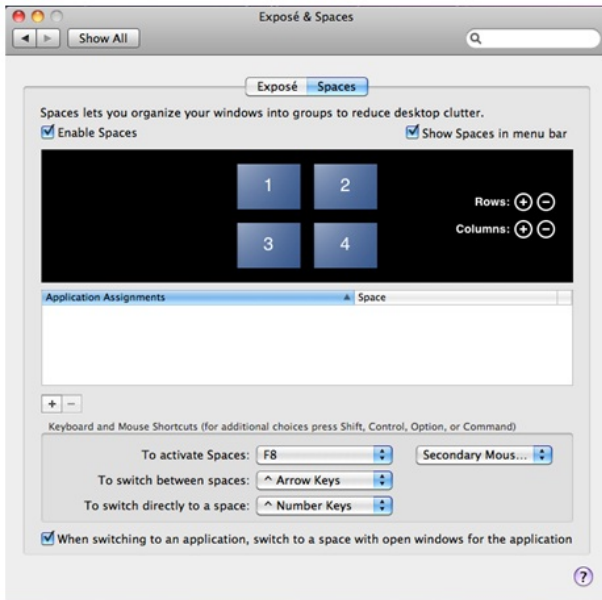 Exposé & Spaces
Show All
Exposé Spaces
Spaces lets you organize your windows into groups to reduce desktop clutter.
Enable Spaces Show Spaces in menu bar
1 2
Rows: + −
Columns: + −
3 4
Application Assignments Space
+ −
Keyboard and Mouse Shortcuts (for additional choices press Shift, Control, Option, or Command)
To activate Spaces: F8 Secondary Mous...
To switch between spaces: ^ Arrow Keys
To switch directly to a space: ^ Number Keys
When switching to an application, switch to a space with open windows for the application
?